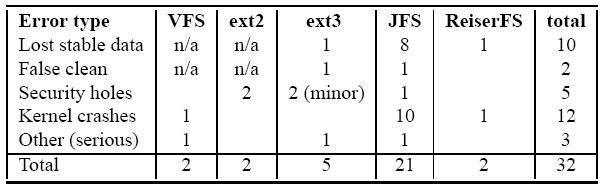 Error type VFS ext2 ext3 JFS ReiserFS total
Lost stable data n/a n/a 1 8 1 10
False clean n/a n/a 1 1 2
Security holes 2 2 (minor) 1 5
Kernel crashes 1 10 1 12
Other (serious) 1 1 1 3
Total 2 2 5 21 2 32